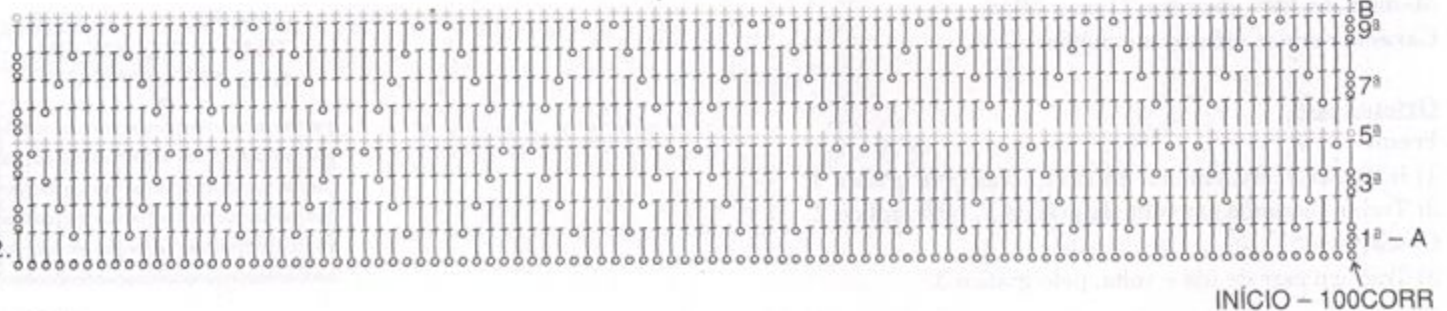 B
9ª
7ª
5ª
3ª
1ª – A
INÍCIO – 100CORR